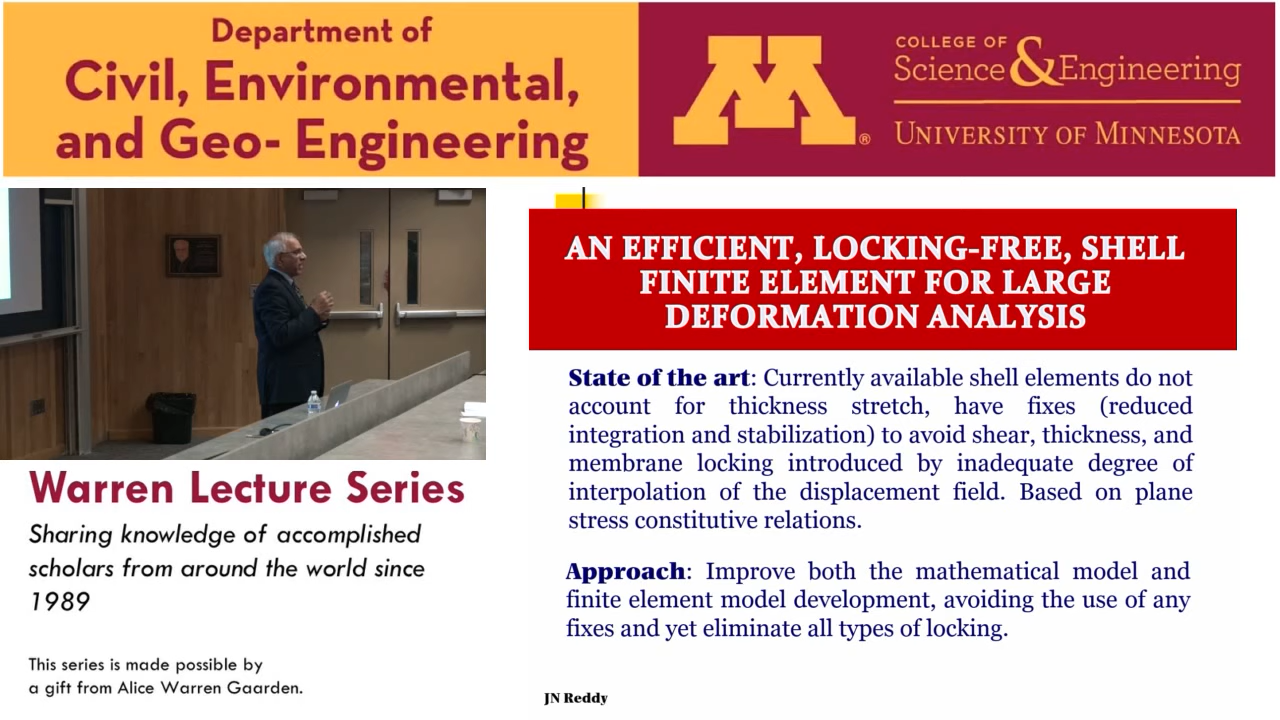 Department of
Civil, Environmental,
and Geo- Engineering
M®
COLLEGE OF
Science & Engineering
UNIVERSITY OF MINNESOTA
AN EFFICIENT, LOCKING-FREE, SHELL
FINITE ELEMENT FOR LARGE
DEFORMATION ANALYSIS
State of the art: Currently available shell elements do not
account for thickness stretch, have fixes (reduced
integration and stabilization) to avoid shear, thickness, and
membrane locking introduced by inadequate degree of
interpolation of the displacement field. Based on plane
stress constitutive relations.
Approach: Improve both the mathematical model and
finite element model development, avoiding the use of any
fixes and yet eliminate all types of locking.
JN Reddy
Warren Lecture Series
Sharing knowledge of accomplished
scholars from around the world since
1989
This series is made possible by
a gift from Alice Warren Gaarden.